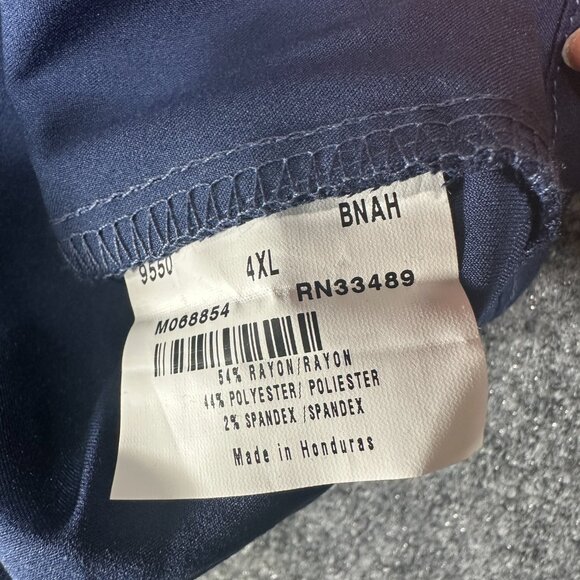 9550 4XL BNAH
M068854 RN33489
54% RAYON/RAYON
44% POLYESTER/ POLIESTER
2% SPANDEX /SPANDEX
Made in Honduras